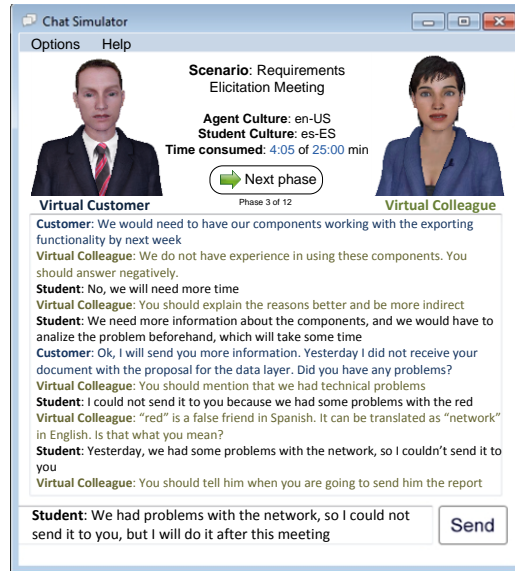 Chat Simulator
Options Help
Scenario: Requirements
Elicitation Meeting
Agent Culture: en-US
Student Culture: es-ES
Time consumed: 4:05 of 25:00 min
Next phase
Phase 3 of 12
Virtual Customer
Virtual Colleague
Customer: We would need to have our components working with the exporting
functionality by next week
Virtual Colleague: We do not have experience in using these components. You
should answer negatively.
Student: No, we will need more time
Virtual Colleague: You should explain the reasons better and be more indirect
Student: We need more information about the components, and we would have to
analize the problem beforehand, which will take some time
Customer: Ok, I will send you more information. Yesterday I did not receive your
document with the proposal for the data layer. Did you have any problems?
Virtual Colleague: You should mention that we had technical problems
Student: I could not send it to you because we had some problems with the red
Virtual Colleague: “red” is a false friend in Spanish. It can be translated as “network”
in English. Is that what you mean?
Student: Yesterday, we had some problems with the network, so I couldn’t send it to
you
Virtual Colleague: You should tell him when you are going to send him the report
Student: We had problems with the network, so I could not
send it to you, but I will do it after this meeting
Send